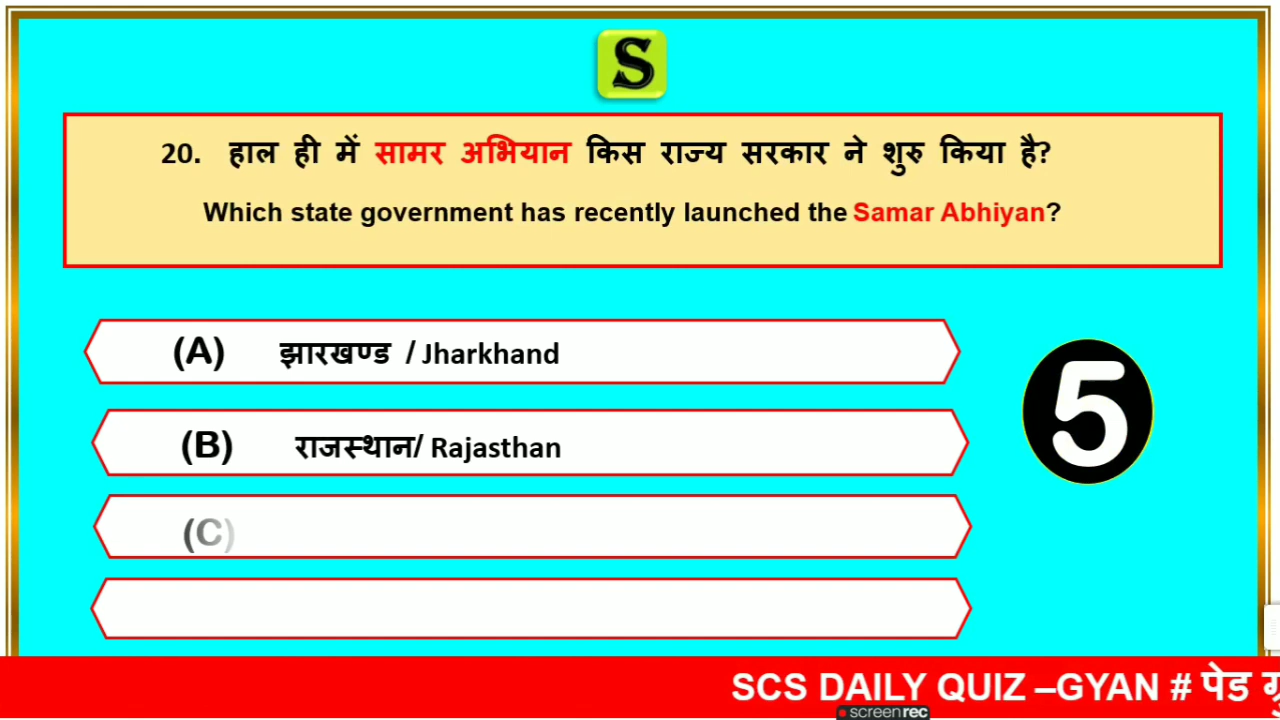 S
20. हाल ही में सामर अभियान किस राज्य सरकार ने शुरु किया है?
Which state government has recently launched the Samar Abhiyan?
(A) झारखण्ड / Jharkhand
5
(B) राजस्थान/ Rajasthan
(C)
SCS DAILY QUIZ –GYAN # पेड
screenrec